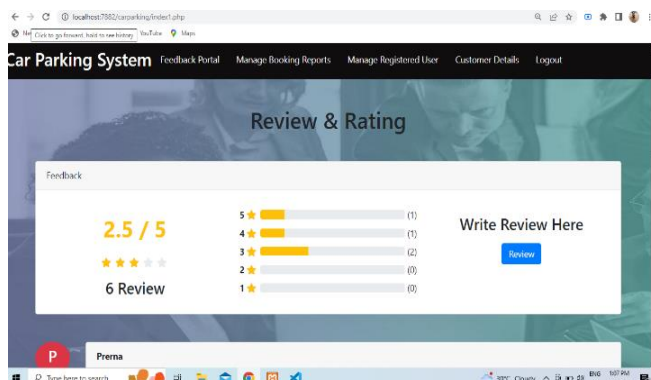 localhost:7882/carparking/index1.php
Click to go forward, hold to see history
YouTube
Maps
Car Parking System
Feedback Portal
Manage Booking Reports
Manage Registered User
Customer Details
Logout
Review & Rating
Feedback
2.5 / 5
6 Review
5 (1)
4 (1)
3 (2)
2 (0)
1 (0)
Write Review Here
Review
P
Prerna
Type here to search
Cloudy
ENG
1:07 PM